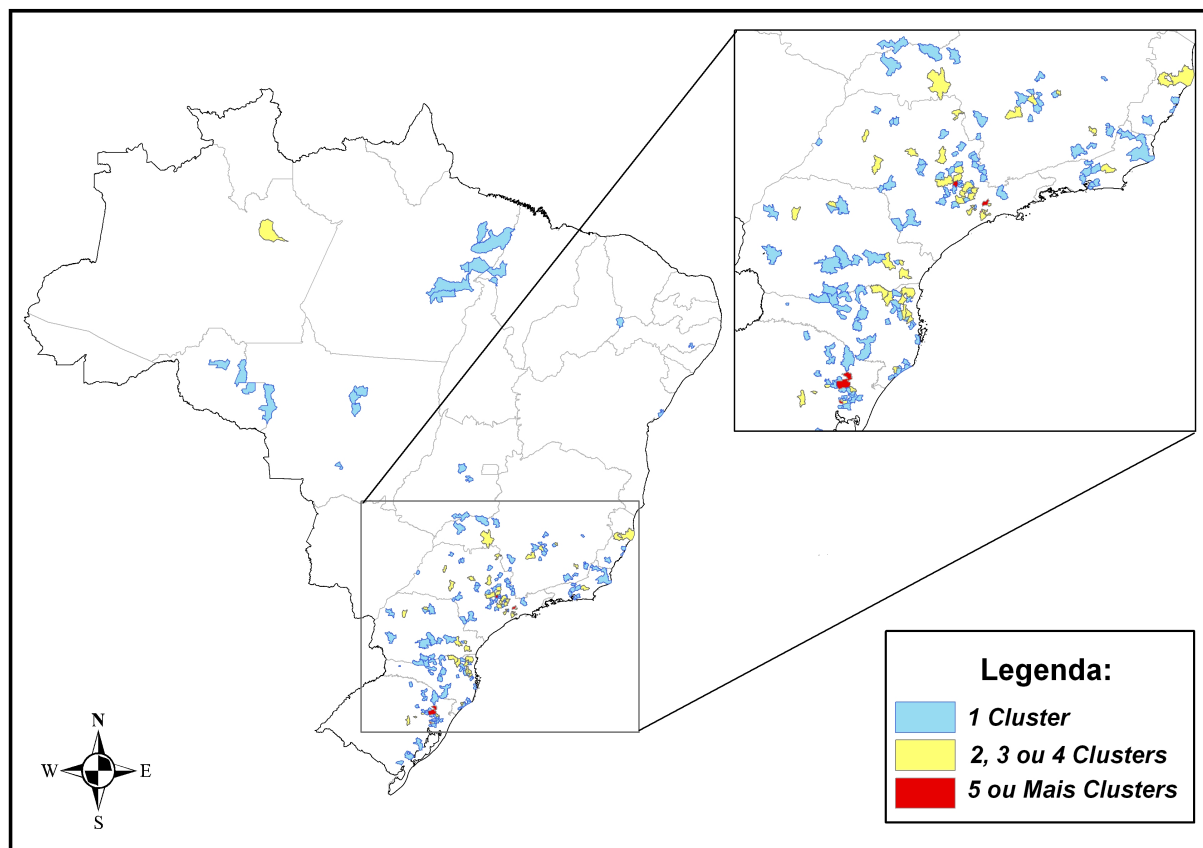 Legenda:
1 Cluster
2, 3 ou 4 Clusters
5 ou Mais Clusters
N
W E
S